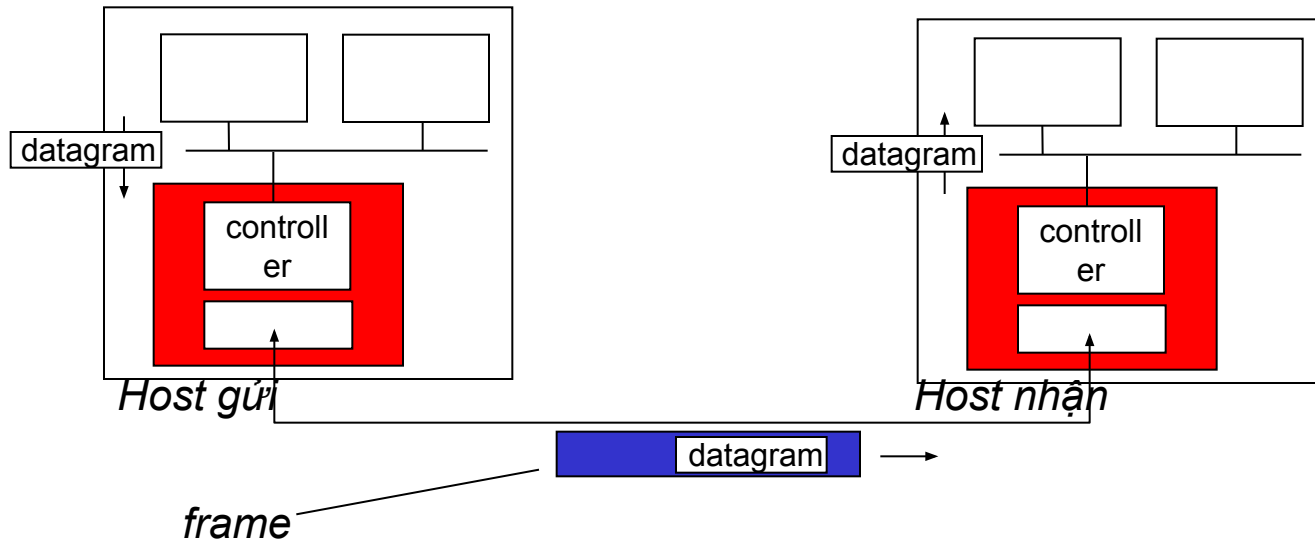 datagram
datagram
controll
er
controll
er
Host gửi
Host nhận
datagram
frame